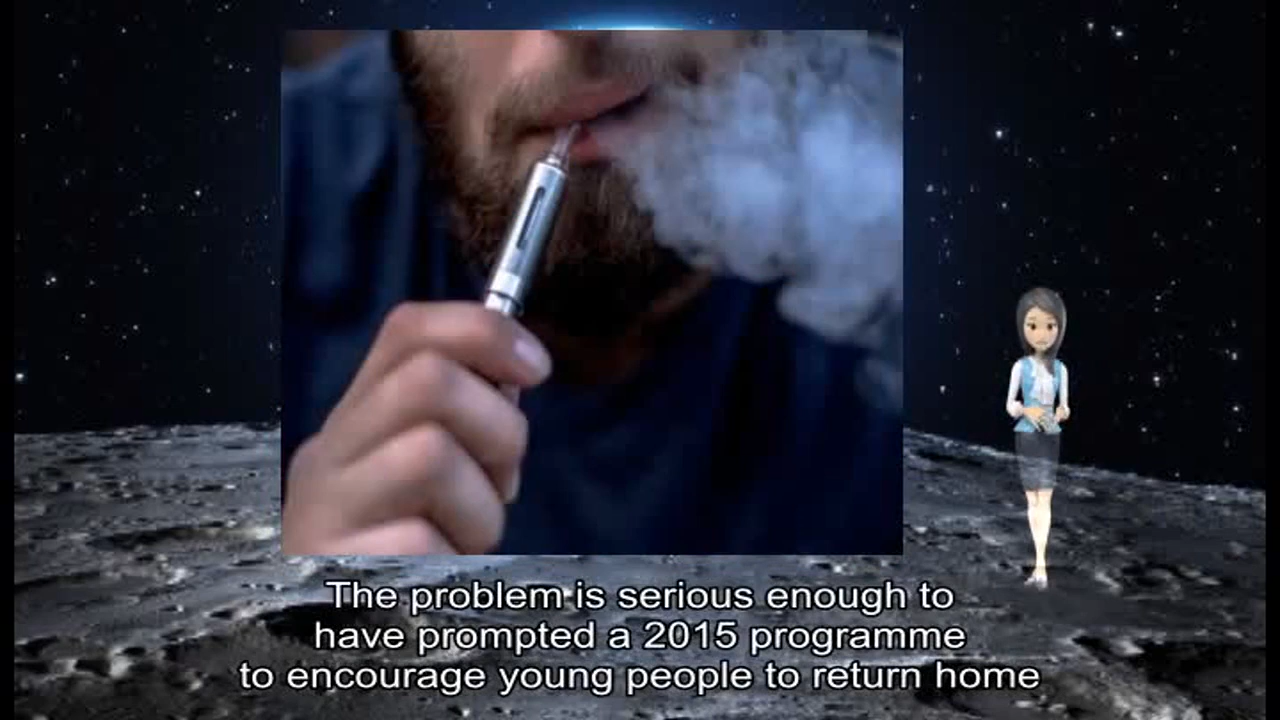 The problem is serious enough to
have prompted a 2015 programme
to encourage young people to return home